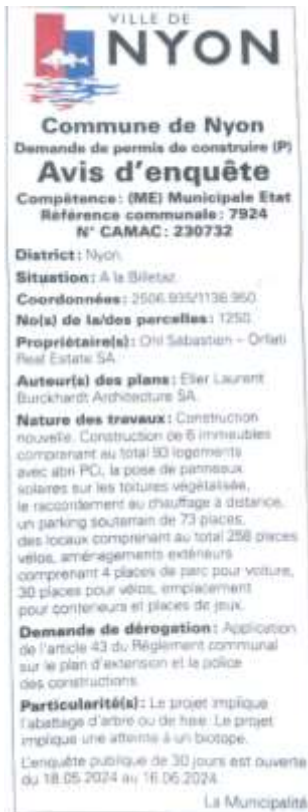 VILLE DE
NYON
Commune de Nyon
Demande de permis de construire (P)
Avis d'enquête
Compétence: (ME) Municipale Etat
Référence communale: 7924
N° CAMAC: 230732
District: Nyon
Situation: A la Billetaz
Coordonnées: 2506.935/1138.950
No(s) de la/des parcelles: 1250
Propriétaire(s): Ohl Sébastien – Orllati
Real Estate SA
Auteur(s) des plans: Laurent
Burckhardt Architecture SA
Nature des travaux: Construction
nouvelle. Construction de 6 immeubles
comprenant au total 93 logements
avec abri PCi, la pose de panneaux
solaires sur les toitures végétalisée,
le raccordement au chauffage à distance,
un parking souterrain de 73 places,
des locaux comprenant au total 258 places
vélos, aménagements extérieurs
comprenant 4 places de parc pour voiture,
30 places pour vélos, emplacement
pour conteneurs et places de jeux.
Demande de dérogation: Application
de l'article 43 du Règlement communal
sur le plan d'extension et la police
des constructions.
Particularité(s): Le projet implique
l'abattage d'arbre ou de haie. Le projet
implique une atteinte à un biotope.
L'enquête publique de 30 jours est ouverte
du 18.05.2024 au 16.06.2024
La Municipalité